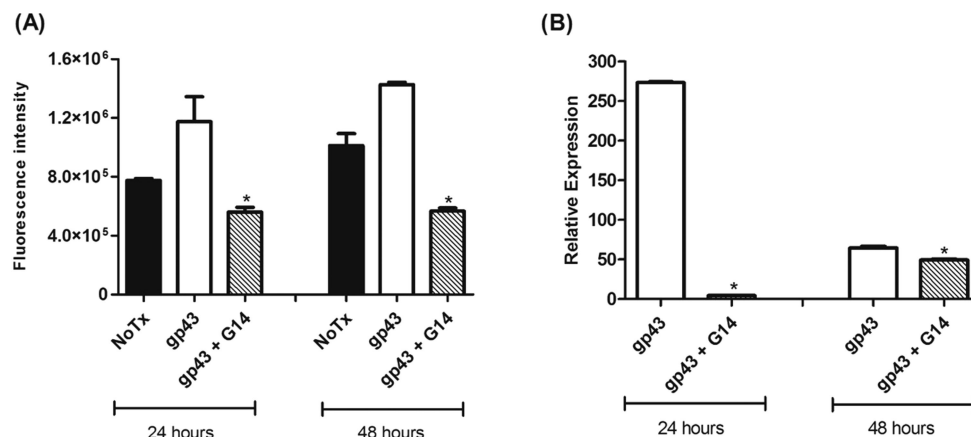 (A)
Fluorescence intensity
1.6×10⁶
1.2×10⁶
8.0×10⁵
4.0×10⁵
0
*
*
NoTx
gp43
gp43 + G14
NoTx
gp43
gp43 + G14
24 hours
48 hours
(B)
Relative Expression
300
250
200
150
100
50
0
*
*
gp43
gp43 + G14
gp43
gp43 + G14
24 hours
48 hours